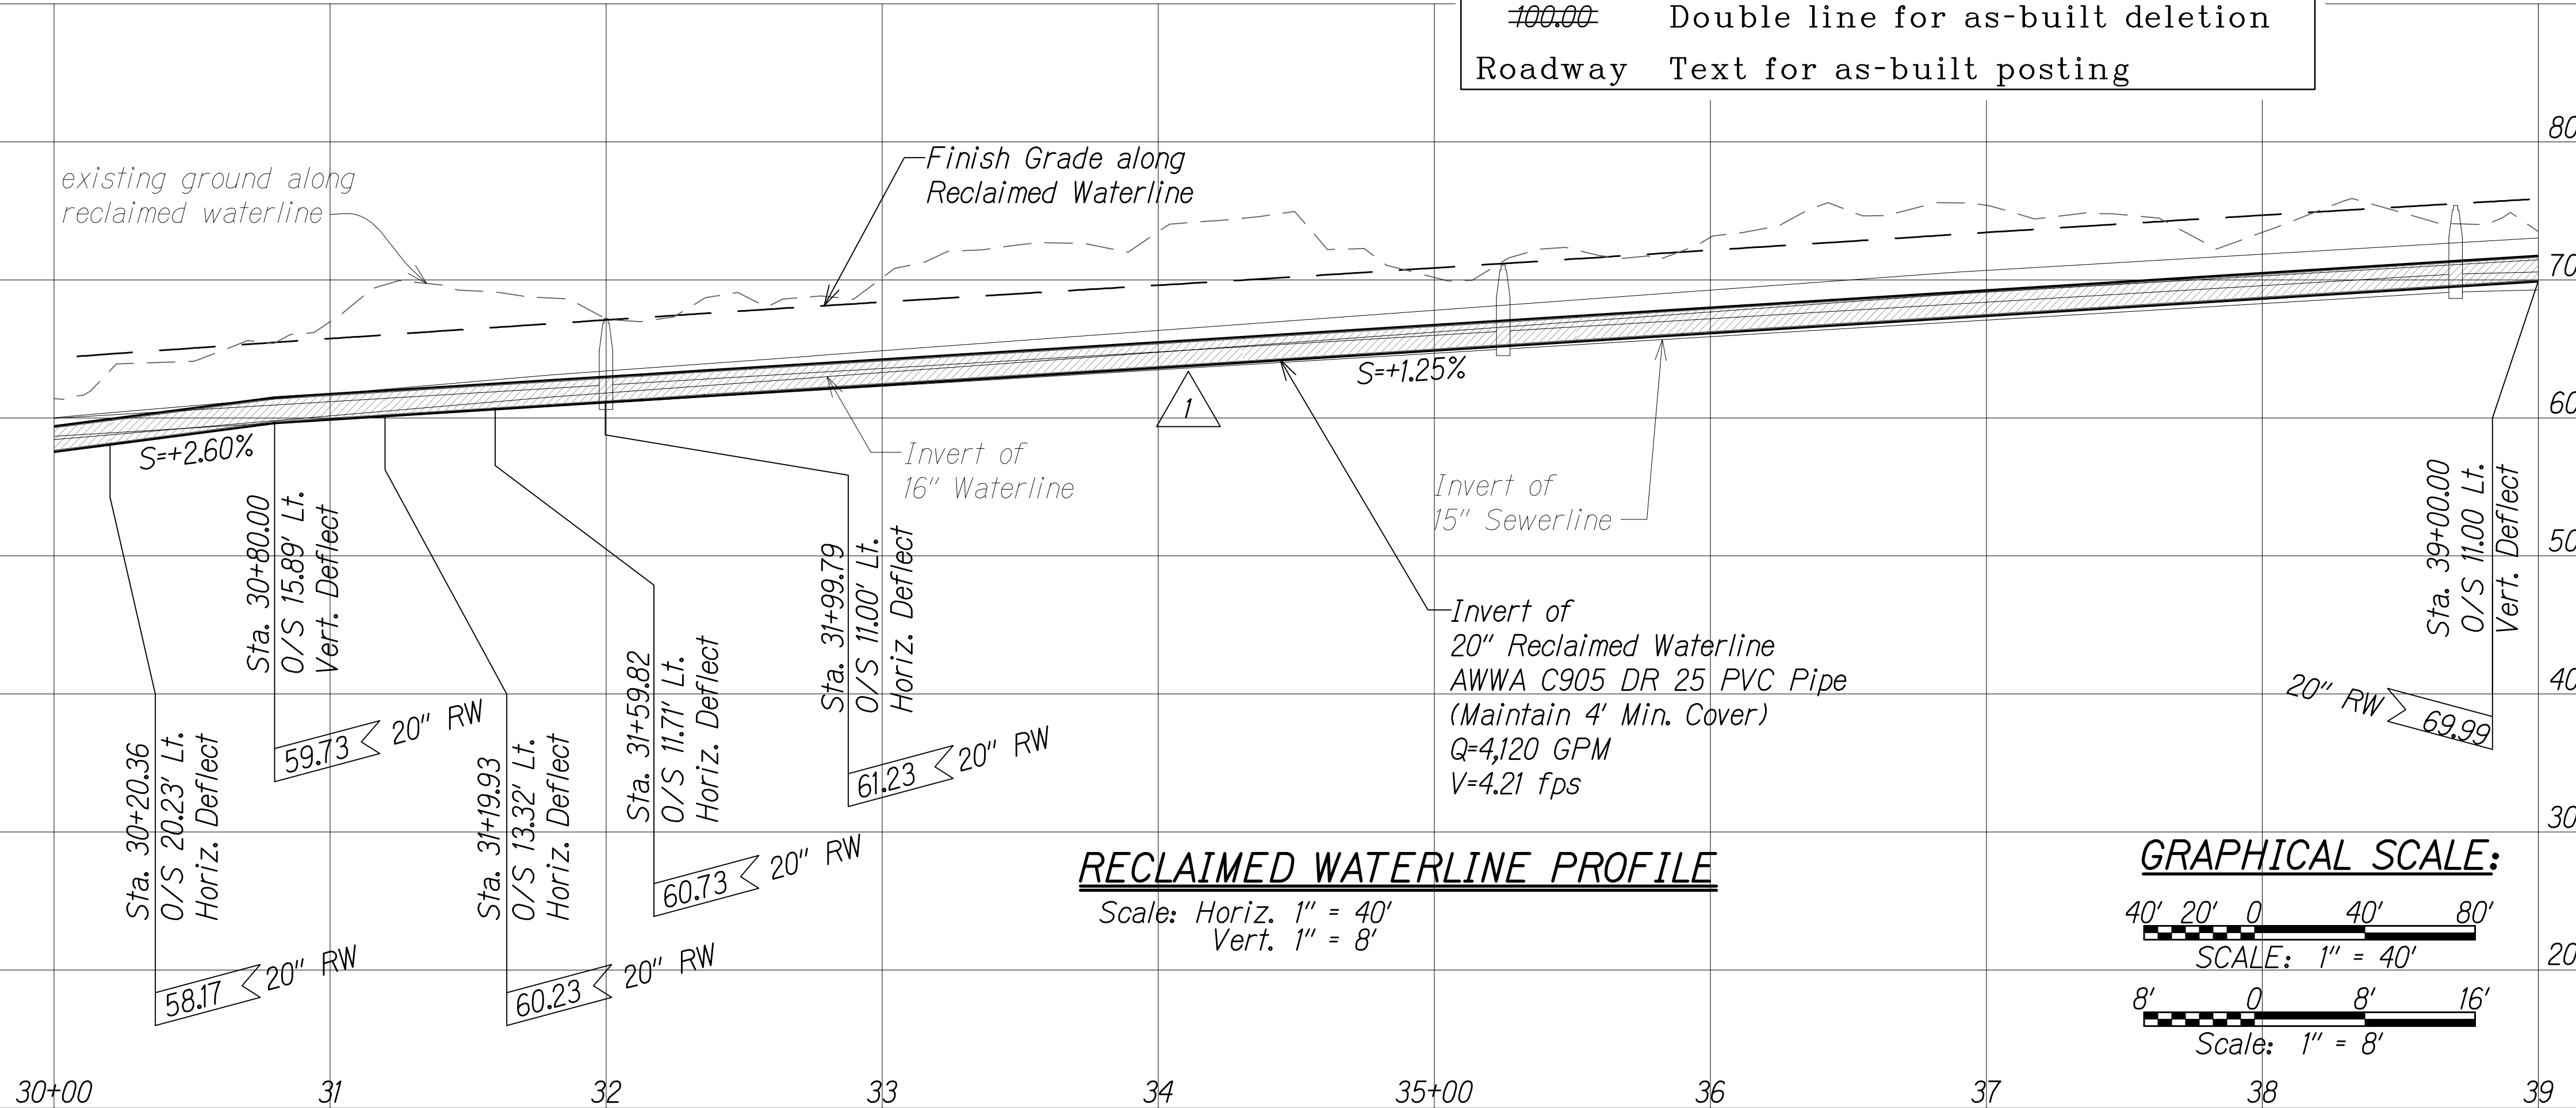 100.00 Double line for as-built deletion
Roadway Text for as-built posting
existing ground along
reclaimed waterline
Finish Grade along
Reclaimed Waterline
80
70
60
50
40
30
20
S=+2.60%
S=+1.25%
1
Invert of
16" Waterline
Invert of
15" Sewerline
Invert of
20" Reclaimed Waterline
AWWA C905 DR 25 PVC Pipe
(Maintain 4' Min. Cover)
Q=4,120 GPM
V=4.21 fps
Sta. 30+20.36
O/S 20.23' Lt.
Horiz. Deflect
58.17 20" RW
Sta. 30+80.00
O/S 15.89' Lt.
Vert. Deflect
59.73 20" RW
Sta. 31+19.93
O/S 13.32' Lt.
Horiz. Deflect
60.23 20" RW
Sta. 31+59.82
O/S 11.71' Lt.
Horiz. Deflect
60.73 20" RW
Sta. 31+99.79
O/S 11.00' Lt.
Horiz. Deflect
61.23 20" RW
Sta. 39+00.00
O/S 11.00 Lt.
Vert. Deflect
20" RW 69.99
RECLAIMED WATERLINE PROFILE
Scale: Horiz. 1" = 40'
Vert. 1" = 8'
GRAPHICAL SCALE:
40' 20' 0 40' 80'
SCALE: 1" = 40'
8' 0 8' 16'
Scale: 1" = 8'
30+00 31 32 33 34 35+00 36 37 38 39